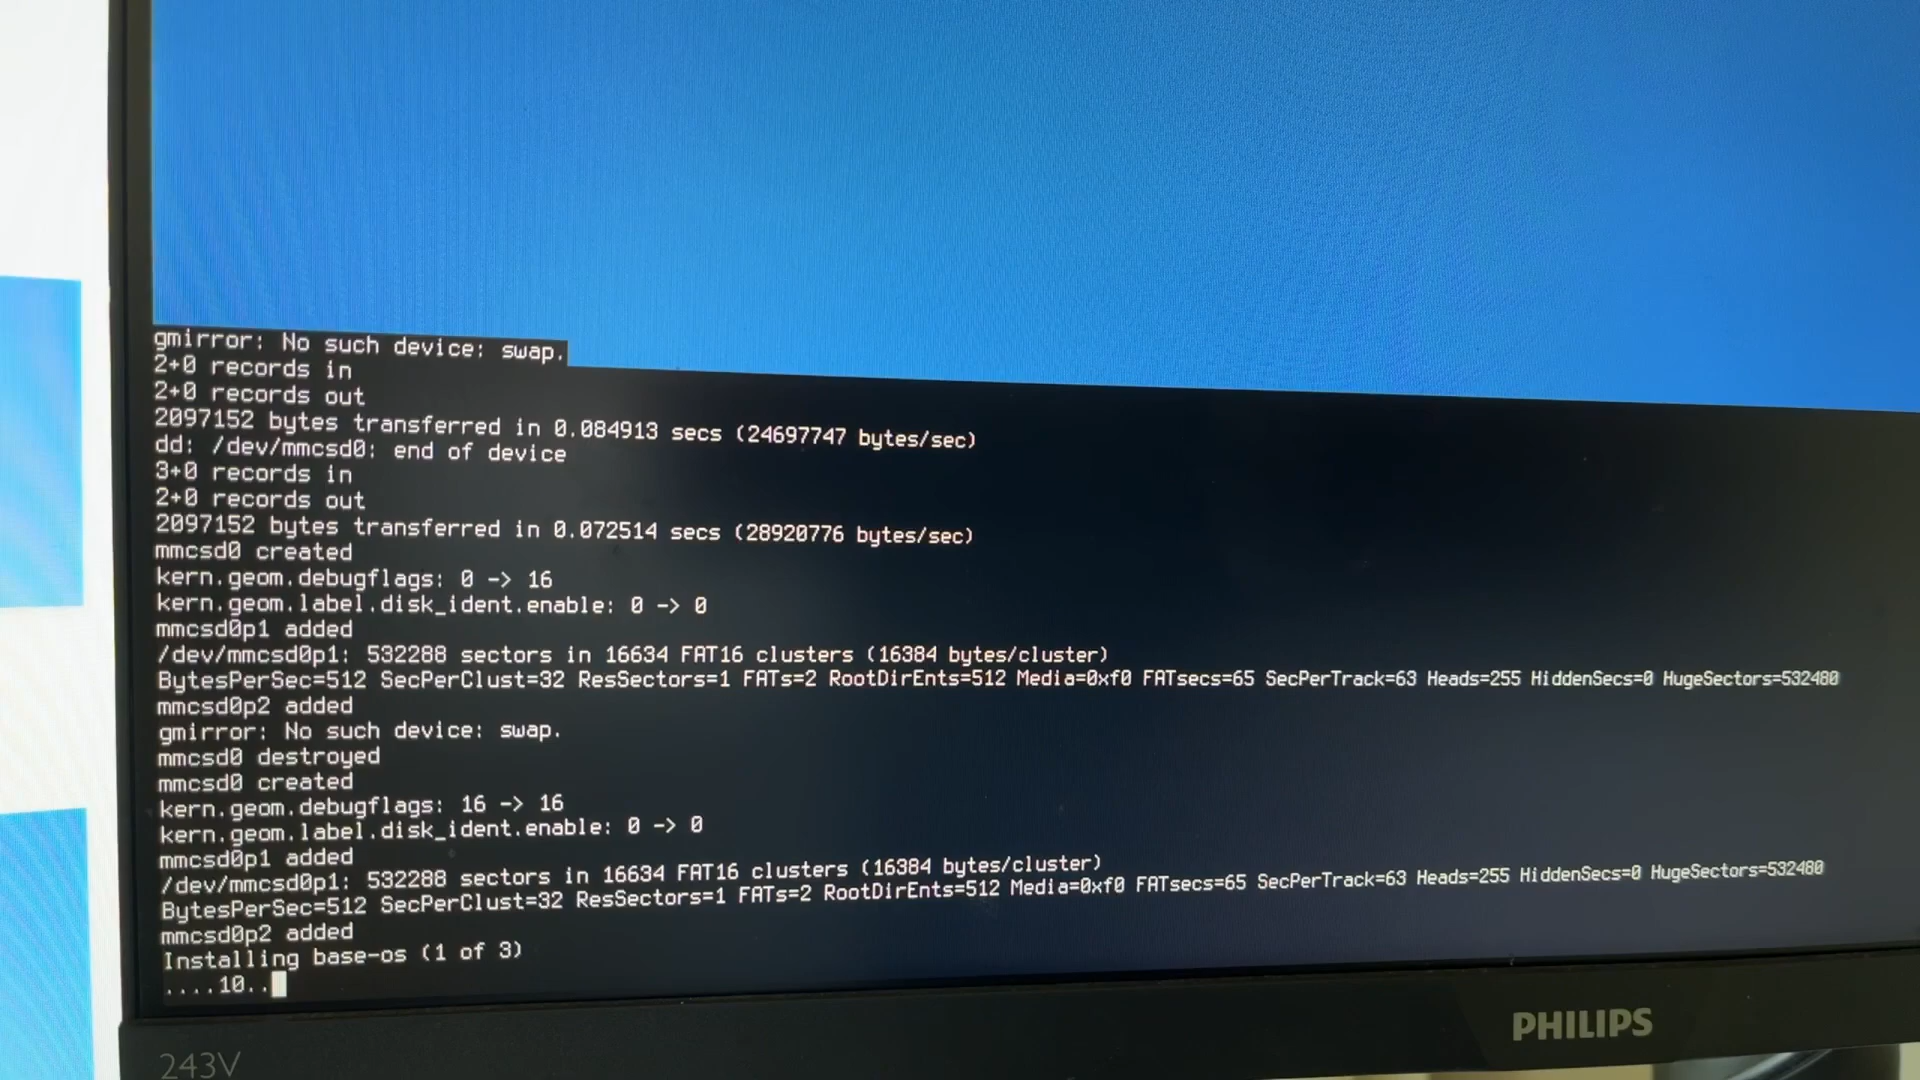 gmirror: No such device: swap.
2+0 records in
2+0 records out
2097152 bytes transferred in 0.084913 secs (24697747 bytes/sec)
dd: /dev/mmcsd0: end of device
3+0 records in
2+0 records out
2097152 bytes transferred in 0.072514 secs (28920776 bytes/sec)
mmcsd0 created
kern.geom.debugflags: 0 -> 16
kern.geom.label.disk_ident.enable: 0 -> 0
mmcsd0p1 added
/dev/mmcsd0p1: 532288 sectors in 16634 FAT16 clusters (16384 bytes/cluster)
BytesPerSec=512 SecPerClust=32 ResSectors=1 FATs=2 RootDirEnts=512 Media=0xf0 FATsecs=65 SecPerTrack=63 Heads=255 HiddenSecs=0 HugeSectors=532480
mmcsd0p2 added
gmirror: No such device: swap.
mmcsd0 destroyed
mmcsd0 created
kern.geom.debugflags: 16 -> 16
kern.geom.label.disk_ident.enable: 0 -> 0
mmcsd0p1 added
/dev/mmcsd0p1: 532288 sectors in 16634 FAT16 clusters (16384 bytes/cluster)
BytesPerSec=512 SecPerClust=32 ResSectors=1 FATs=2 RootDirEnts=512 Media=0xf0 FATsecs=65 SecPerTrack=63 Heads=255 HiddenSecs=0 HugeSectors=532480
mmcsd0p2 added
Installing base-os (1 of 3)
....10..
PHILIPS
243V